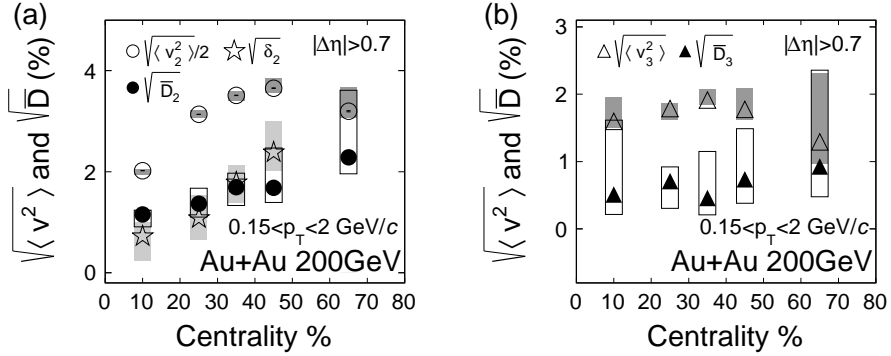 (a)
√⟨v²⟩ and √D̅ (%)
4
2
0
○ √⟨v₂²⟩/2 ☆ √δ₂
● √D̅₂
|Δη|>0.7
0.15<p_T<2 GeV/c
Au+Au 200GeV
0 10 20 30 40 50 60 70 80
Centrality %
(b)
√⟨v²⟩ and √D̅ (%)
3
2
1
0
△ √⟨v₃²⟩ ▲ √D̅₃
|Δη|>0.7
0.15<p_T<2 GeV/c
Au+Au 200GeV
0 10 20 30 40 50 60 70 80
Centrality %